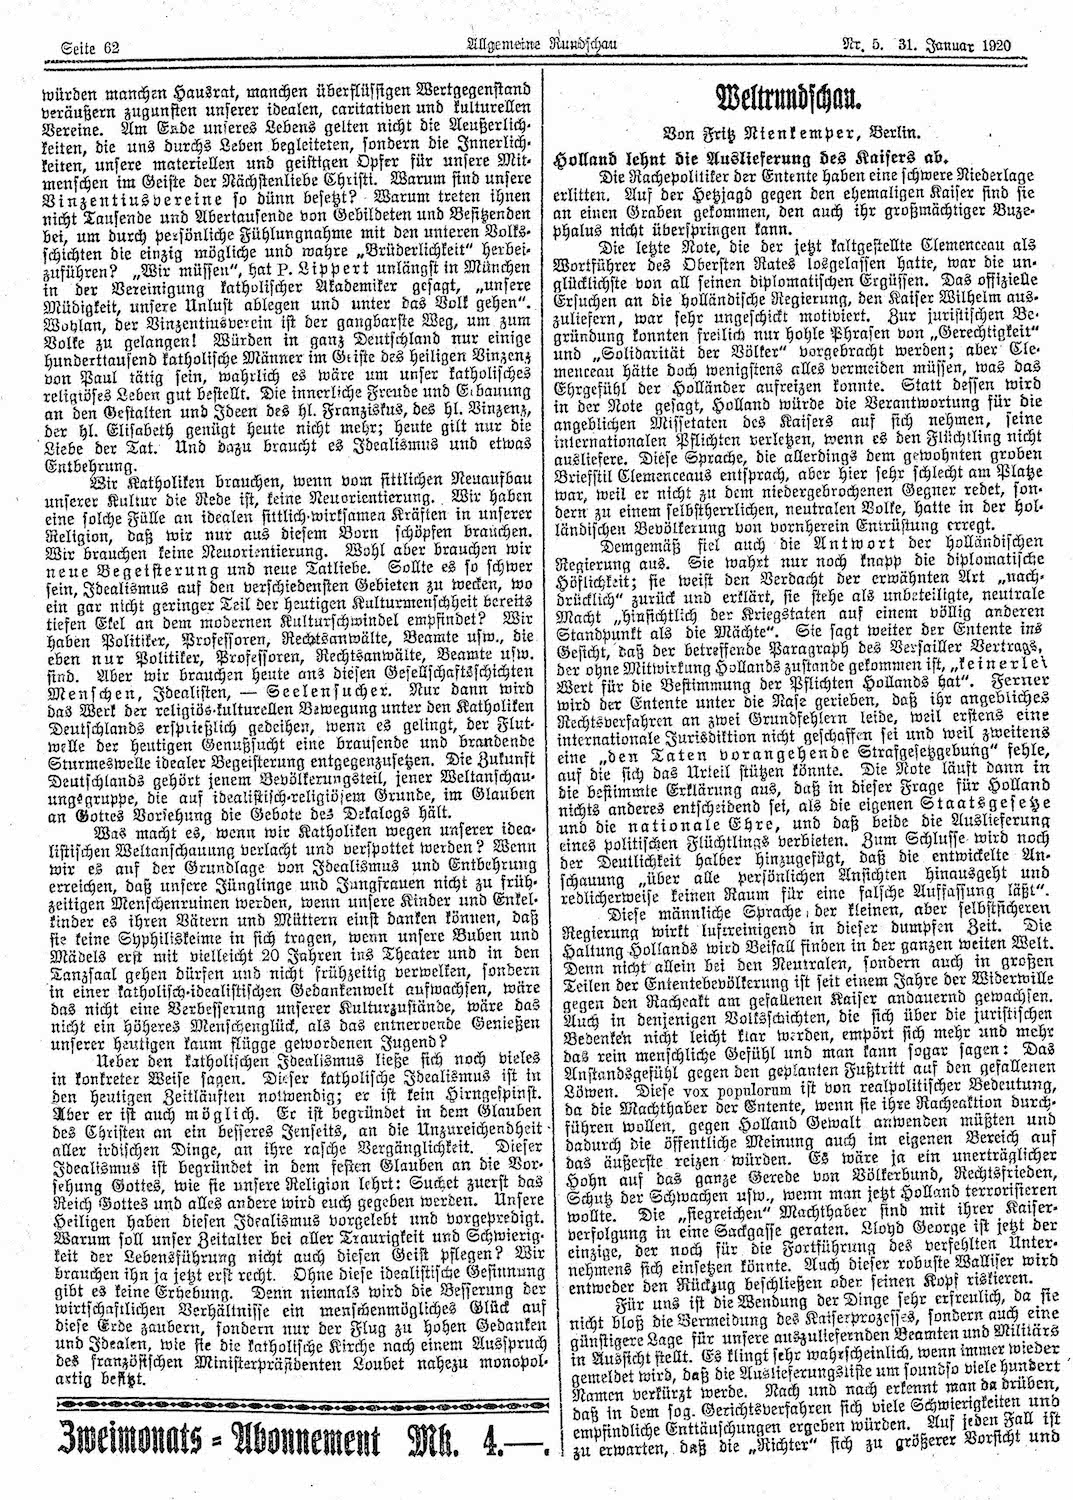 Seite 62
Allgemeine Rundschau
Nr. 5. 31. Januar 1920
würden manchen Hausrat, manchen überflüssigen Wertgegenstand
veräußern zugunsten unserer idealen, caritativen und kulturellen
Vereine. Am Ende unseres Lebens gelten nicht die Aeußerlich-
keiten, die uns durchs Leben begleiteten, sondern die Innerlich-
keiten, unsere materiellen und geistigen Opfer für unsere Mit-
menschen im Geiste der Nächstenliebe Christi. Warum sind unsere
Vinzentiusvereine so dünn besetzt? Warum treten ihnen
nicht Tausende und Abertausende von Gebildeten und Besitzenden
bei, um durch persönliche Fühlungnahme mit den unteren Volks-
schichten die einzig mögliche und wahre „Brüderlichkeit“ herbei-
zuführen? „Wir müssen“, hat P. Lippert unlängst in München
in der Vereinigung katholischer Akademiker gesagt, „unsere
Müdigkeit, unsere Unlust ablegen und unter das Volk gehen“.
Wohlan, der Vinzentiusverein ist der gangbarste Weg, um zum
Volke zu gelangen! Würden in ganz Deutschland nur einige
hunderttausend katholische Männer im Geiste des heiligen Vinzenz
von Paul tätig sein, wahrlich es wäre um unser katholisches
religiöses Leben gut bestellt. Die innerliche Freude und Erbauung
an den Gestalten und Ideen des hl. Franziskus, des hl. Vinzenz,
der hl. Elisabeth genügt heute nicht mehr; heute gilt nur die
Liebe der Tat. Und dazu braucht es Idealismus und etwas
Entbehrung.
Wir Katholiken brauchen, wenn vom sittlichen Neuaufbau
unserer Kultur die Rede ist, keine Neuorientierung. Wir haben
eine solche Fülle an idealen sittlich-wirksamen Kräften in unserer
Religion, daß wir nur aus diesem Born schöpfen brauchen.
Wir brauchen keine Neuorientierung. Wohl aber brauchen wir
neue Begeisterung und neue Tatliebe. Sollte es so schwer
sein, Idealismus auf den verschiedensten Gebieten zu wecken, wo
ein gar nicht geringer Teil der heutigen Kulturmenschheit bereits
tiefen Ekel an dem modernen Kulturschwindel empfindet? Wir
haben Politiker, Professoren, Rechtsanwälte, Beamte usw., die
eben nur Politiker, Professoren, Rechtsanwälte, Beamte usw.
sind. Aber wir brauchen heute aus diesen Gesellschaftsschichten
Menschen, Idealisten, — Seelensucher. Nur dann wird
das Werk der religiös-kulturellen Bewegung unter den Katholiken
Deutschlands ersprießlich gedeihen, wenn es gelingt, der Flut-
welle der heutigen Genußsucht eine brausende und brandende
Sturmeswelle idealer Begeisterung entgegenzusetzen. Die Zukunft
Deutschlands gehört jenem Bevölkerungsteil, jener Weltanschau-
ungsgruppe, die auf idealistisch-religiösem Grunde, im Glauben
an Gottes Vorsehung die Gebote des Dekalogs hält.
Was macht es, wenn wir Katholiken wegen unserer idea-
listischen Weltanschauung verlacht und verspottet werden? Wenn
wir es auf der Grundlage von Idealismus und Entbehrung
erreichen, daß unsere Jünglinge und Jungfrauen nicht zu früh-
zeitigen Menschenruinen werden, wenn unsere Kinder und Enkel-
kinder es ihren Vätern und Müttern einst danken können, daß
sie keine Syphiliskeime in sich tragen, wenn unsere Buben und
Mädels erst mit vielleicht 20 Jahren ins Theater und in den
Tanzsaal gehen dürfen und nicht frühzeitig verwelken, sondern
in einer katholisch-idealistischen Gedankenwelt aufwachsen, wäre
das nicht eine Verbesserung unserer Kulturzustände, wäre das
nicht ein höheres Menschenglück, als das entnervende Genießen
unserer heutigen kaum flügge gewordenen Jugend?
Ueber den katholischen Idealismus ließe sich noch vieles
in konkreter Weise sagen. Dieser katholische Idealismus ist in
den heutigen Zeitläuften notwendig; er ist kein Hirngespinst.
Aber er ist auch möglich. Er ist begründet in dem Glauben
des Christen an ein besseres Jenseits, an die Unzureichendheit
aller irdischen Dinge, an ihre rasche Vergänglichkeit. Dieser
Idealismus ist begründet in dem festen Glauben an die Vor-
sehung Gottes, wie sie unsere Religion lehrt: Suchet zuerst das
Reich Gottes und alles andere wird euch gegeben werden. Unsere
Heiligen haben diesen Idealismus vorgelebt und vorgepredigt.
Warum soll unser Zeitalter bei aller Traurigkeit und Schwierig-
keit der Lebensführung nicht auch diesen Geist pflegen? Wir
brauchen ihn ja jetzt erst recht. Ohne diese idealistische Gesinnung
gibt es keine Erhebung. Denn niemals wird die Besserung der
wirtschaftlichen Verhältnisse ein menschenmögliches Glück auf
diese Erde zaubern, sondern nur der Flug zu hohen Gedanken
und Idealen, wie sie die katholische Kirche nach einem Ausspruch
des französischen Ministerpräsidenten Loubet nahezu monopol-
artig besitzt.
Zweimonats-Abonnement Mk. 4.—.
Weltrundschau.
Von Fritz Nienkemper, Berlin.
Holland lehnt die Auslieferung des Kaisers ab.
Die Rachepolitiker der Entente haben eine schwere Niederlage
erlitten. Auf der Hetzjagd gegen den ehemaligen Kaiser sind sie
an einen Graben gekommen, den auch ihr großmächtiger Buze-
phalus nicht überspringen kann.
Die letzte Note, die der jetzt kaltgestellte Clemenceau als
Wortführer des Obersten Rates losgelassen hatte, war die un-
glücklichste von all seinen diplomatischen Ergüssen. Das offizielle
Ersuchen an die holländische Regierung, den Kaiser Wilhelm aus-
zuliefern, war sehr ungeschickt motiviert. Zur juristischen Be-
gründung konnten freilich nur hohle Phrasen von „Gerechtigkeit“
und „Solidarität der Völker“ vorgebracht werden; aber Cle-
menceau hätte doch wenigstens alles vermeiden müssen, was das
Ehrgefühl der Holländer aufreizen konnte. Statt dessen wird
in der Note gesagt, Holland würde die Verantwortung für die
angeblichen Missetaten des Kaisers auf sich nehmen, seine
internationalen Pflichten verletzen, wenn es den Flüchtling nicht
ausliefere. Diese Sprache, die allerdings dem gewohnten groben
Briefstil Clemenceaus entsprach, aber hier sehr schlecht am Platze
war, weil er nicht zu dem niedergebrochenen Gegner redet, son-
dern zu einem selbstherrlichen, neutralen Volke, hatte in der hol-
ländischen Bevölkerung von vornherein Entrüstung erregt.
Demgemäß fiel auch die Antwort der holländischen
Regierung aus. Sie wahrt nur noch knapp die diplomatische
Höflichkeit; sie weist den Verdacht der erwähnten Art „nach-
drücklich“ zurück und erklärt, sie stehe als unbeteiligte, neutrale
Macht „hinsichtlich der Kriegstaten auf einem völlig anderen
Standpunkt als die Mächte“. Sie sagt weiter der Entente ins
Gesicht, daß der betreffende Paragraph des Versailler Vertrags,
der ohne Mitwirkung Hollands zustande gekommen ist, „keinerlei
Wert für die Bestimmung der Pflichten Hollands hat“. Ferner
wird der Entente unter die Nase gerieben, daß ihr angebliches
Rechtsverfahren an zwei Grundfehlern leide, weil erstens eine
internationale Jurisdiktion nicht geschaffen sei und weil zweitens
eine „den Taten vorangehende Strafgesetzgebung“ fehle,
auf die sich das Urteil stützen könnte. Die Note läuft dann in
die bestimmte Erklärung aus, daß in dieser Frage für Holland
nichts anderes entscheidend sei, als die eigenen Staatsgesetze
und die nationale Ehre, und daß beide die Auslieferung
eines politischen Flüchtlings verbieten. Zum Schlusse wird noch
der Deutlichkeit halber hinzugefügt, daß die entwickelte An-
schauung „über alle persönlichen Ansichten hinausgeht und
redlicherweise keinen Raum für eine falsche Auffassung läßt“.
Diese männliche Sprache der kleinen, aber selbstsicheren
Regierung wirkt lufreinigend in dieser dumpfen Zeit. Die
Haltung Hollands wird Beifall finden in der ganzen weiten Welt.
Denn nicht allein bei den Neutralen, sondern auch in großen
Teilen der Ententebevölkerung ist seit einem Jahre der Widerwille
gegen den Racheakt am gefallenen Kaiser andauernd gewachsen.
Auch in denjenigen Volksschichten, die sich über die juristischen
Bedenken nicht leicht klar werden, empört sich mehr und mehr
das rein menschliche Gefühl und man kann sogar sagen: Das
Anstandsgefühl gegen den geplanten Fußtritt auf den gefallenen
Löwen. Diese vox populorum ist von realpolitischer Bedeutung,
da die Machthaber der Entente, wenn sie ihre Racheaktion durch-
führen wollen, gegen Holland Gewalt anwenden müßten und
dadurch die öffentliche Meinung auch im eigenen Bereich auf
das äußerste reizen würden. Es wäre ja ein unerträglicher
Hohn auf das ganze Gerede von Völkerbund, Rechtsfrieden,
Schutz der Schwachen usw., wenn man jetzt Holland terrorisieren
wollte. Die „siegreichen“ Machthaber sind mit ihrer Kaiser-
verfolgung in eine Sackgasse geraten. Lloyd George ist jetzt der
einzige, der noch für die Fortführung des verfehlten Unter-
nehmens sich einsetzen könnte. Auch dieser robuste Walliser wird
entweder den Rückzug beschließen oder seinen Kopf riskieren.
Für uns ist die Wendung der Dinge sehr erfreulich, da sie
nicht bloß die Vermeidung des Kaiserprozesses, sondern auch eine
günstigere Lage für unsere auszuliefernden Beamten und Militärs
in Aussicht stellt. Es klingt sehr wahrscheinlich, wenn immer wieder
gemeldet wird, daß die Auslieferungsliste um soundso viele hundert
Namen verkürzt werde. Nach und nach erkennt man da drüben,
daß in dem sog. Gerichtsverfahren sich viele Schwierigkeiten und
empfindliche Enttäuschungen ergeben würden. Auf jeden Fall ist
zu erwarten, daß die „Richter“ sich zu größerer Vorsicht und